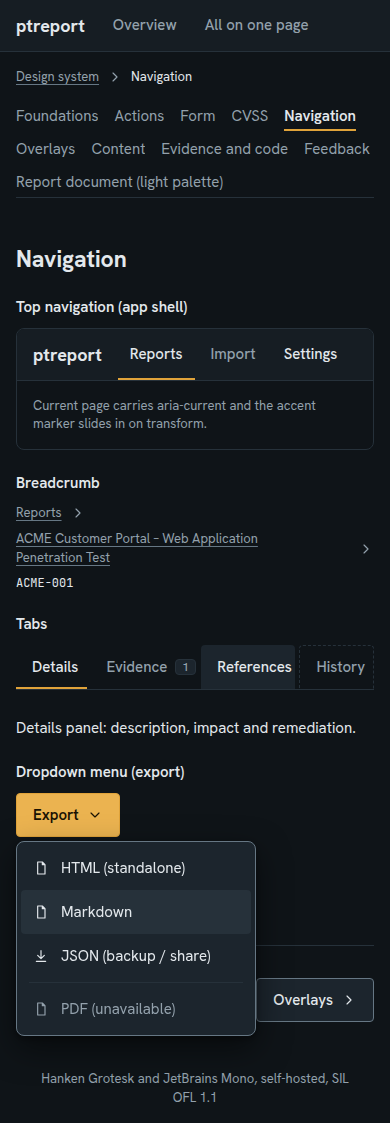 ptreport Overview All on one page
Design system Navigation
Foundations Actions Form CVSS Navigation
Overlays Content Evidence and code Feedback
Report document (light palette)
Navigation
Top navigation (app shell)
ptreport Reports Import Settings
Current page carries aria-current and the accent
marker slides in on transform.
Breadcrumb
Reports
ACME Customer Portal – Web Application
Penetration Test
ACME-001
Tabs
Details Evidence 1 References History
Details panel: description, impact and remediation.
Dropdown menu (export)
Export
HTML (standalone)
Markdown
JSON (backup / share)
PDF (unavailable)
Overlays
Hanken Grotesk and JetBrains Mono, self-hosted, SIL
OFL 1.1